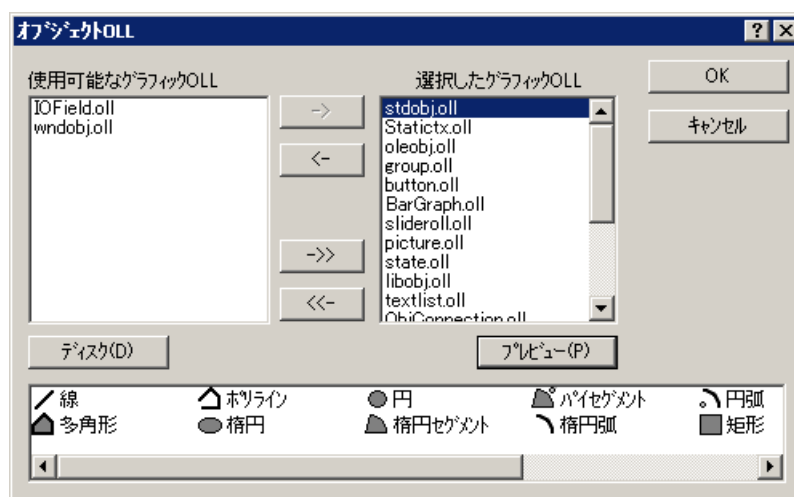 ｵﾌﾞｼﾞｪｸﾄOLL
使用可能なｸﾞﾗﾌｨｯｸOLL
IOField.oll
wndobj.oll
->
<-
->>
<<-
選択したｸﾞﾗﾌｨｯｸOLL
stdobj.oll
Statictx.oll
oleobj.oll
group.oll
button.oll
BarGraph.oll
slideroll.oll
picture.oll
state.oll
libobj.oll
textlist.oll
ObjConnection.oll
OK
ｷｬﾝｾﾙ
ﾃﾞｨｽｸ(D)
ﾌﾟﾚﾋﾞｭｰ(P)
線 ﾎﾟﾘﾗｲﾝ 円 ﾊﾟｲｾｸﾞﾒﾝﾄ 円弧
多角形 楕円 楕円ｾｸﾞﾒﾝﾄ 楕円弧 矩形